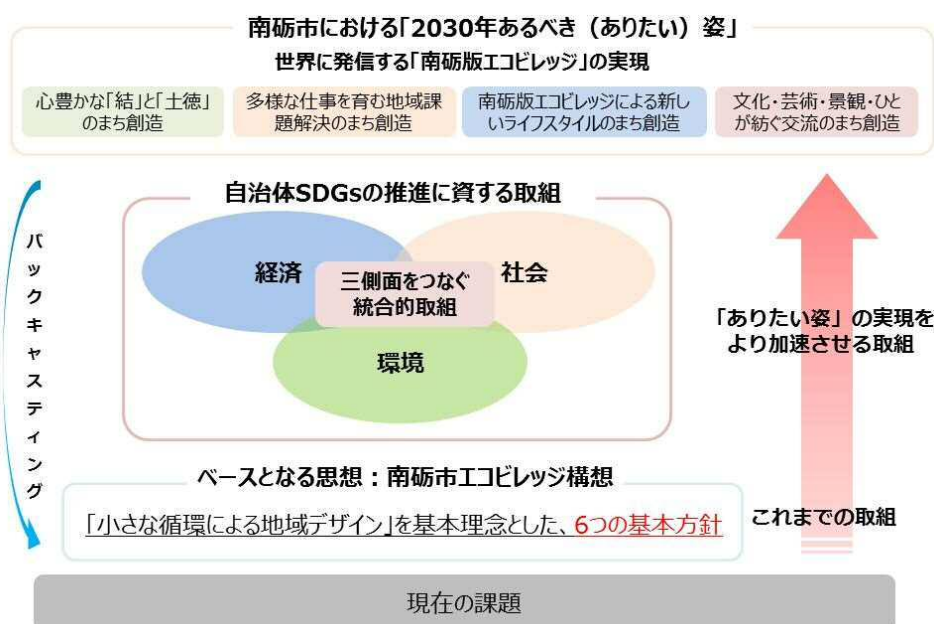 南砺市における「2030年あるべき（ありたい）姿」
世界に発信する「南砺版エコビレッジ」の実現
心豊かな「結」と「土徳」
のまち創造
多様な仕事を育む地域課
題解決のまち創造
南砺版エコビレッジによる新し
いライフスタイルのまち創造
文化・芸術・景観・ひと
が紡ぐ交流のまち創造
バックキャスティング
自治体SDGsの推進に資する取組
経済
社会
三側面をつなぐ
統合的取組
環境
「ありたい姿」の実現を
より加速させる取組
ベースとなる思想：南砺市エコビレッジ構想
「小さな循環による地域デザイン」を基本理念とした、6つの基本方針
これまでの取組
現在の課題